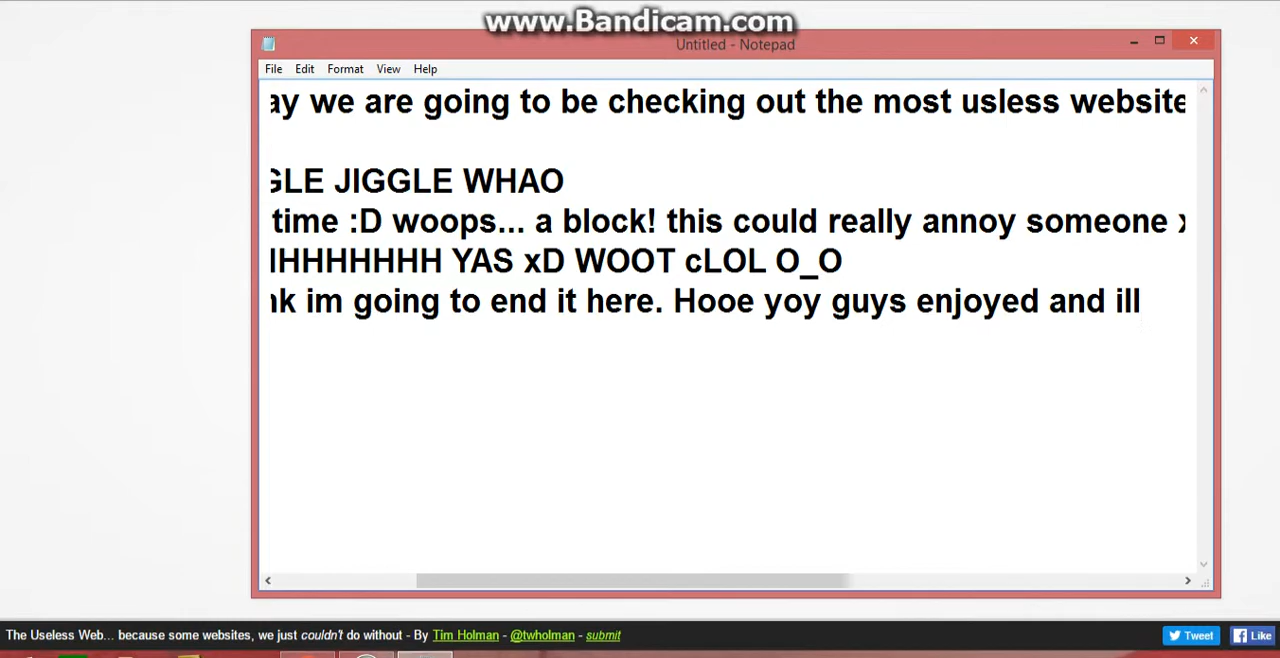 www.Bandicam.com
Untitled - Notepad
File Edit Format View Help
ay we are going to be checking out the most usless website
GLE JIGGLE WHAO
time :D woops... a block! this could really annoy someone x
HHHHHHHH YAS xD WOOT cLOL O_O
nk im going to end it here. Hooe yoy guys enjoyed and ill
The Useless Web... because some websites, we just couldn't do without - By Tim Holman - @twholman - submit
Tweet Like